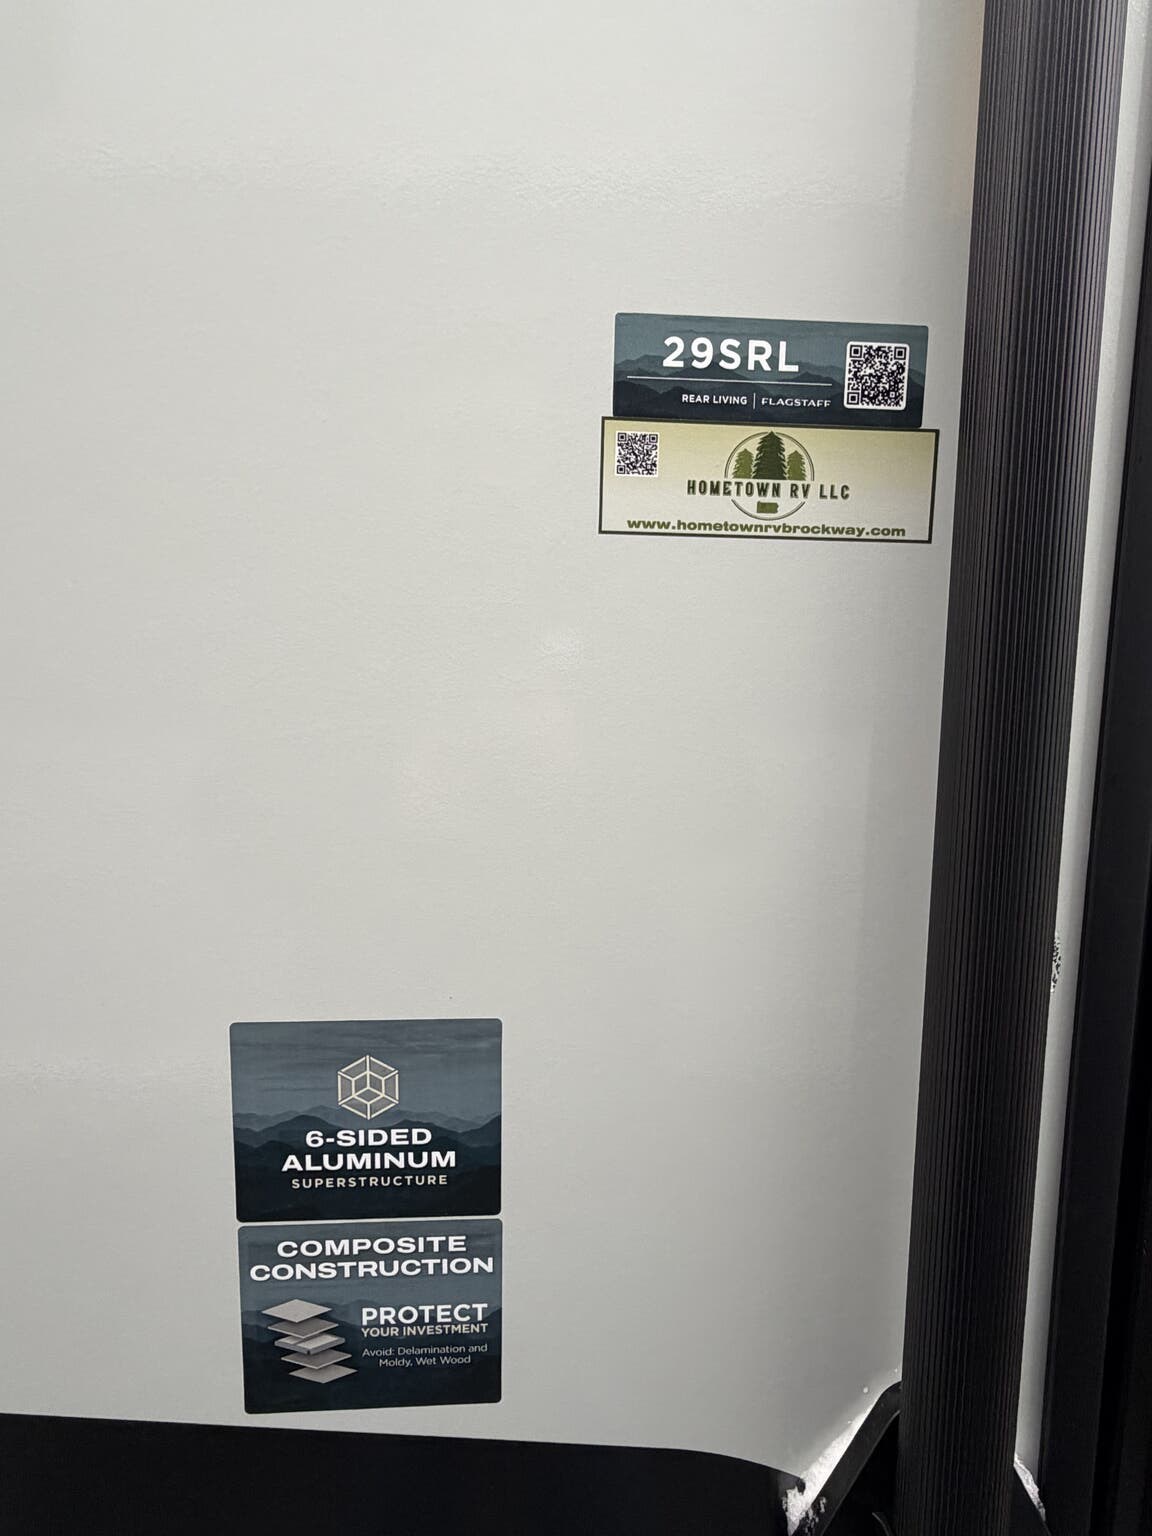 29SRL
REAR LIVING | FLAGSTAFF
HOMETOWN RV LLC
www.hometownrvbrockway.com
6-SIDED
ALUMINUM
SUPERSTRUCTURE
COMPOSITE
CONSTRUCTION
PROTECT
YOUR INVESTMENT
Avoid: Delamination and
Moldy, Wet Wood